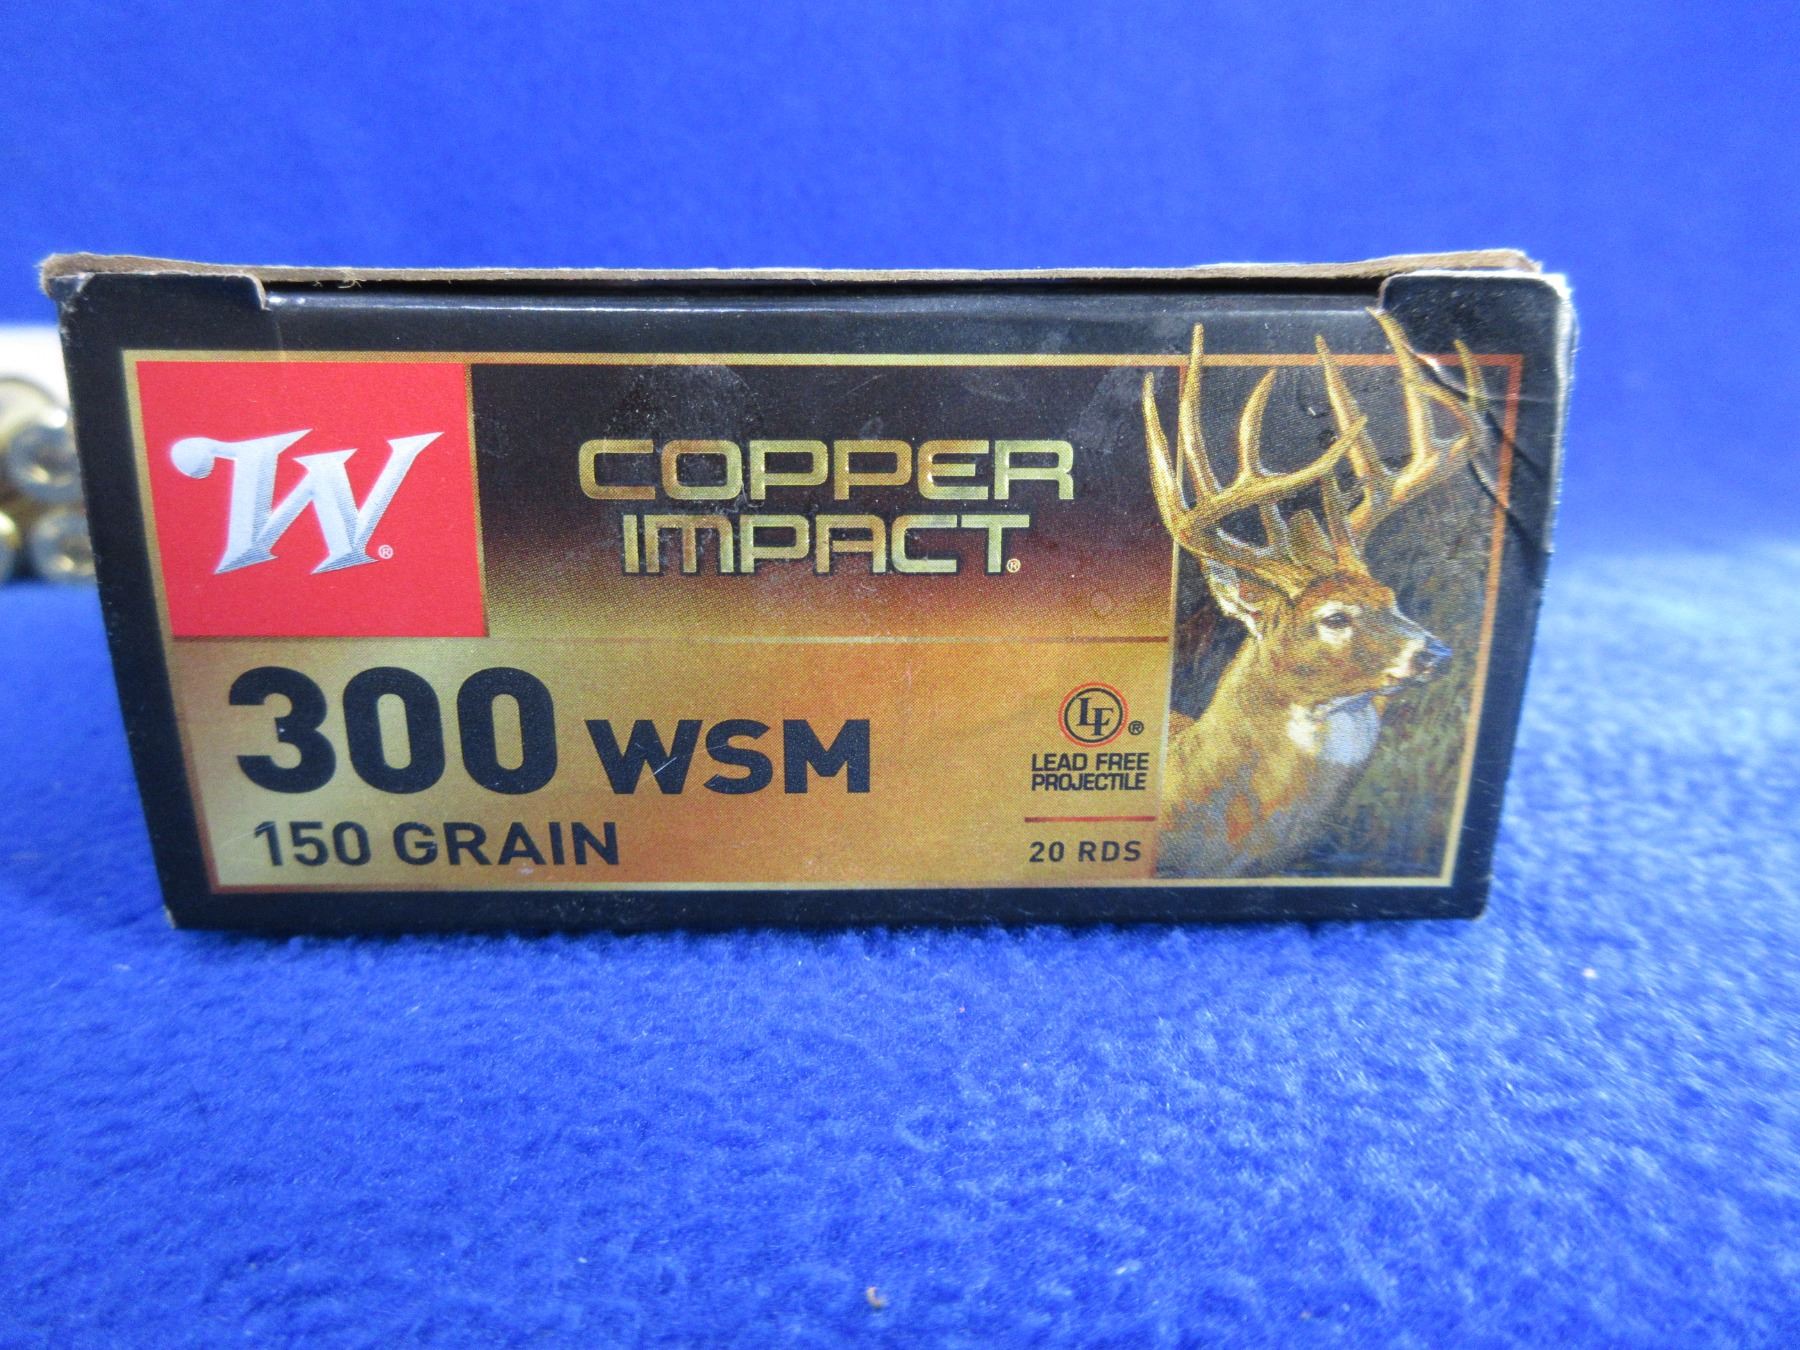 W®
COPPER
IMPACT®
300 WSM
150 GRAIN
LF®
LEAD FREE
PROJECTILE
20 RDS